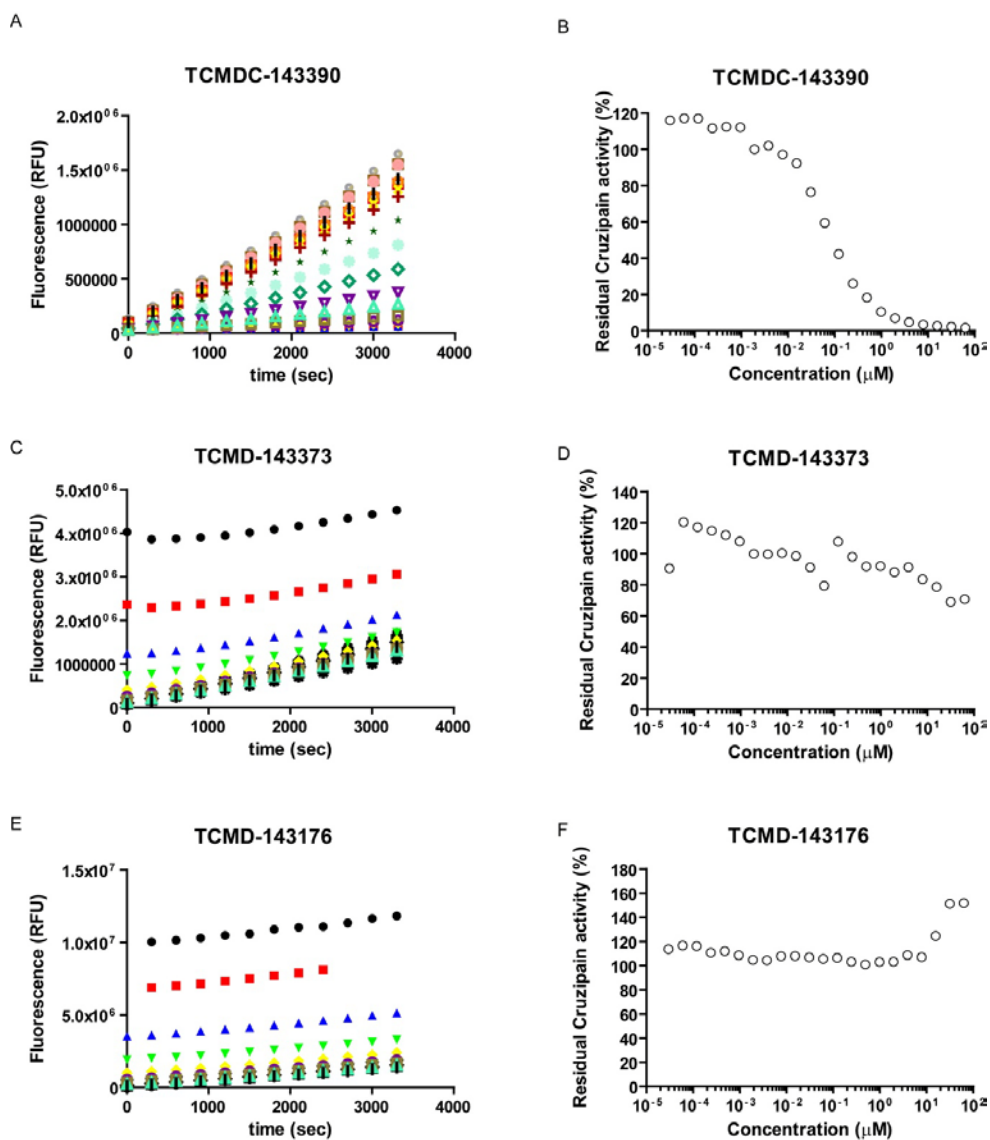 A
TCMDC-143390
Fluorescence (RFU)
2.0x10⁰⁶
1.5x10⁰⁶
1000000
500000
0
0 1000 2000 3000 4000
time (sec)
B
TCMDC-143390
Residual Cruzipain activity (%)
120
100
80
60
40
20
0
10⁻⁵ 10⁻⁴ 10⁻³ 10⁻² 10⁻¹ 10⁰ 10¹ 10²
Concentration (μM)
C
TCMD-143373
Fluorescence (RFU)
5.0x10⁰⁶
4.0x10⁰⁶
3.0x10⁰⁶
2.0x10⁰⁶
1000000
0
0 1000 2000 3000 4000
time (sec)
D
TCMD-143373
Residual Cruzipain activity (%)
140
120
100
80
60
40
20
0
10⁻⁵ 10⁻⁴ 10⁻³ 10⁻² 10⁻¹ 10⁰ 10¹ 10²
Concentration (μM)
E
TCMD-143176
Fluorescence (RFU)
1.5x10⁷
1.0x10⁷
5.0x10⁶
0
0 1000 2000 3000 4000
time (sec)
F
TCMD-143176
Residual Cruzipain activity (%)
180
160
140
120
100
80
60
40
20
0
10⁻⁵ 10⁻⁴ 10⁻³ 10⁻² 10⁻¹ 10⁰ 10¹ 10²
Concentration (μM)